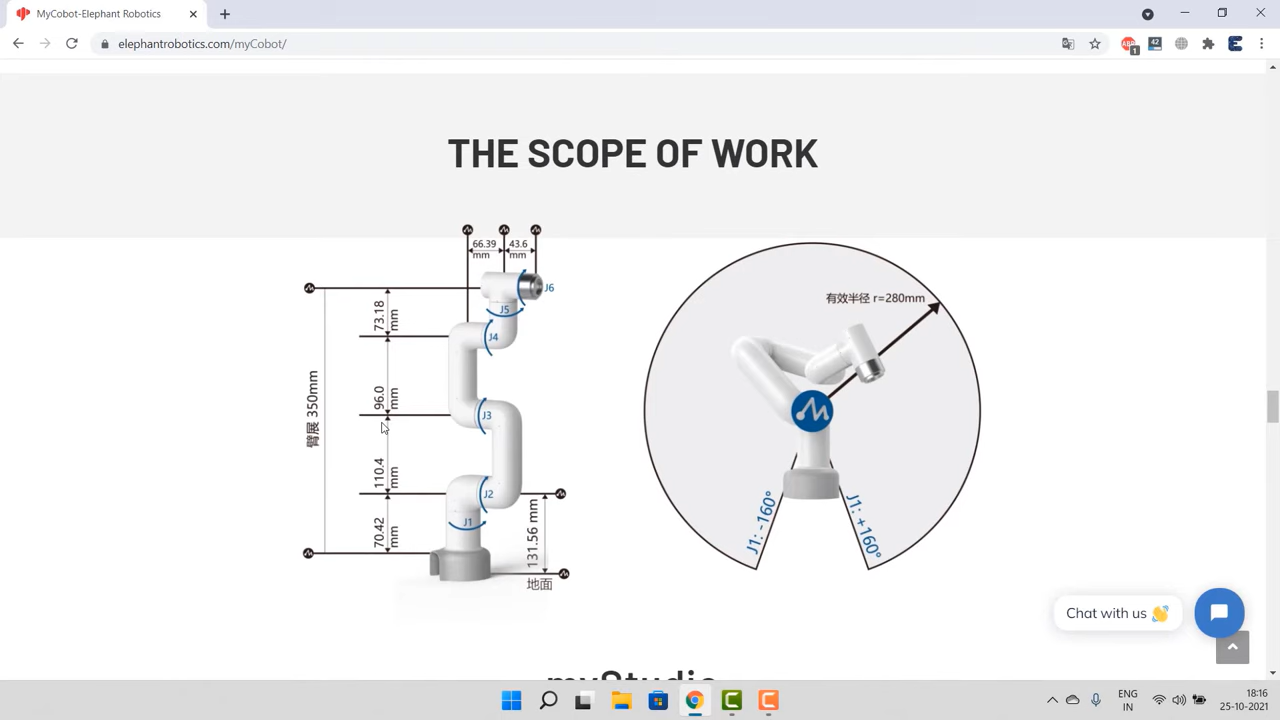 MyCobot-Elephant Robotics
elephantrobotics.com/myCobot/
1
42
THE SCOPE OF WORK
66.39 mm
43.6 mm
J6
J5
J4
J3
J2
J1
73.18 mm
96.0 mm
110.4 mm
70.42 mm
臂展 350mm
131.56 mm
地面
有效半径 r=280mm
J1: -160°
J1: +160°
Chat with us 👋
myStudio
ENG
IN
18:16
25-10-2021